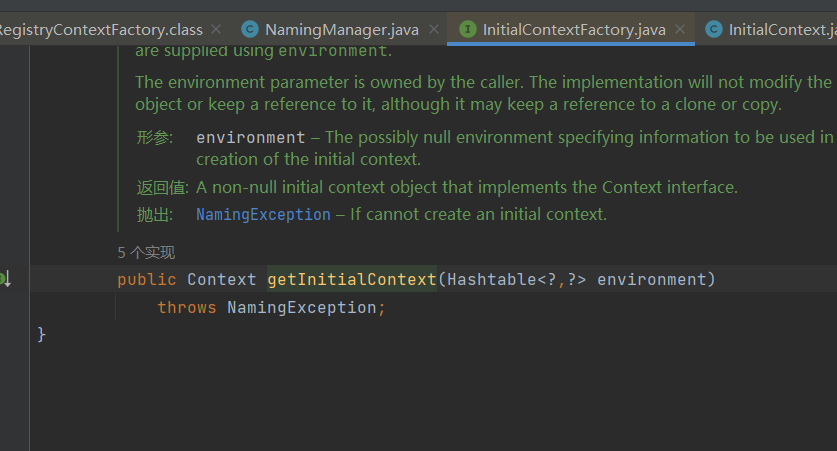 RegistryContextFactory.class NamingManager.java InitialContextFactory.java InitialContext.ja
are supplied using environment.
The environment parameter is owned by the caller. The implementation will not modify the
object or keep a reference to it, although it may keep a reference to a clone or copy.
形参: environment – The possibly null environment specifying information to be used in
creation of the initial context.
返回值: A non-null initial context object that implements the Context interface.
抛出: NamingException – If cannot create an initial context.
5 个实现
public Context getInitialContext(Hashtable<?,?> environment)
throws NamingException;
}